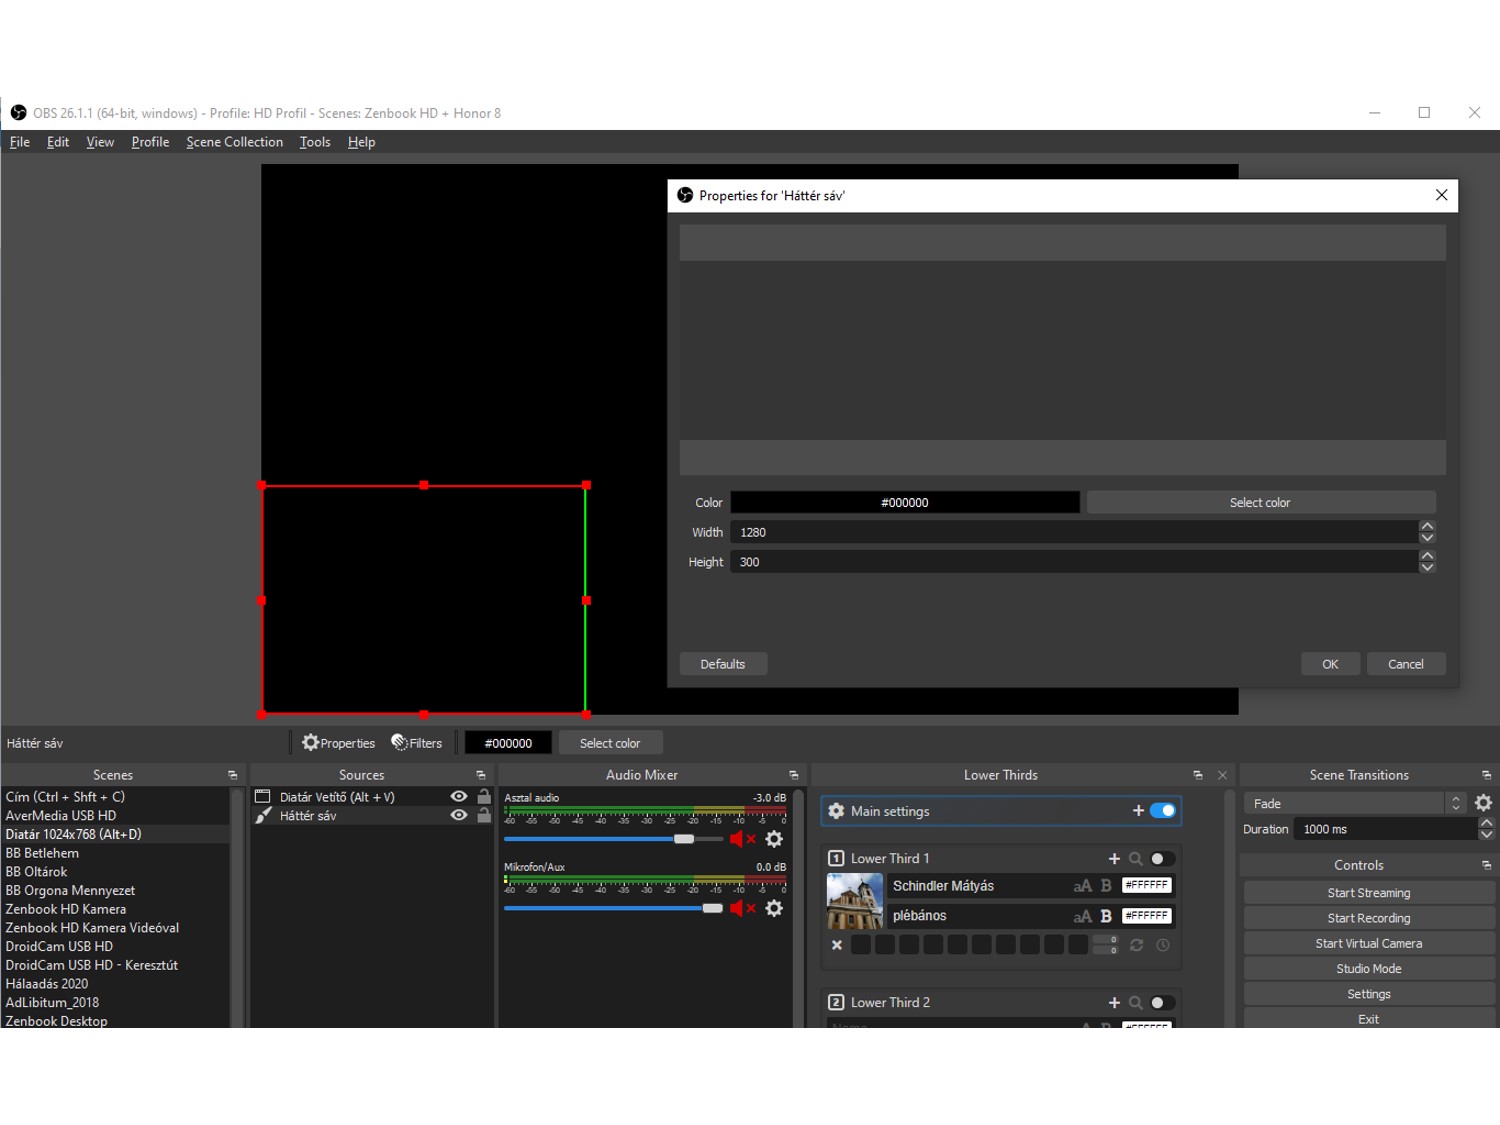 OBS 26.1.1 (64-bit, windows) - Profile: HD Profil - Scenes: Zenbook HD + Honor 8
File Edit View Profile Scene Collection Tools Help
Properties for 'Háttér sáv'
Color #000000 Select color
Width 1280
Height 300
Defaults OK Cancel
Háttér sáv Properties Filters #000000 Select color
Scenes
Cím (Ctrl + Shft + C)
AverMedia USB HD
Diatár 1024x768 (Alt+D)
BB Betlehem
BB Oltárok
BB Orgona Mennyezet
Zenbook HD Kamera
Zenbook HD Kamera Videóval
DroidCam USB HD
DroidCam USB HD - Keresztút
Hálaadás 2020
AdLibitum_2018
Zenbook Desktop
Sources
Diatár Vetítő (Alt + V)
Háttér sáv
Audio Mixer
Asztal audio -3.0 dB
-60 -55 -50 -45 -40 -35 -30 -25 -20 -15 -10 -5 0
Mikrofon/Aux 0.0 dB
-60 -55 -50 -45 -40 -35 -30 -25 -20 -15 -10 -5 0
Lower Thirds
Main settings
1 Lower Third 1
Schindler Mátyás aA B #FFFFFF
plébános aA B #FFFFFF
0
0
2 Lower Third 2
Scene Transitions
Fade
Duration 1000 ms
Controls
Start Streaming
Start Recording
Start Virtual Camera
Studio Mode
Settings
Exit